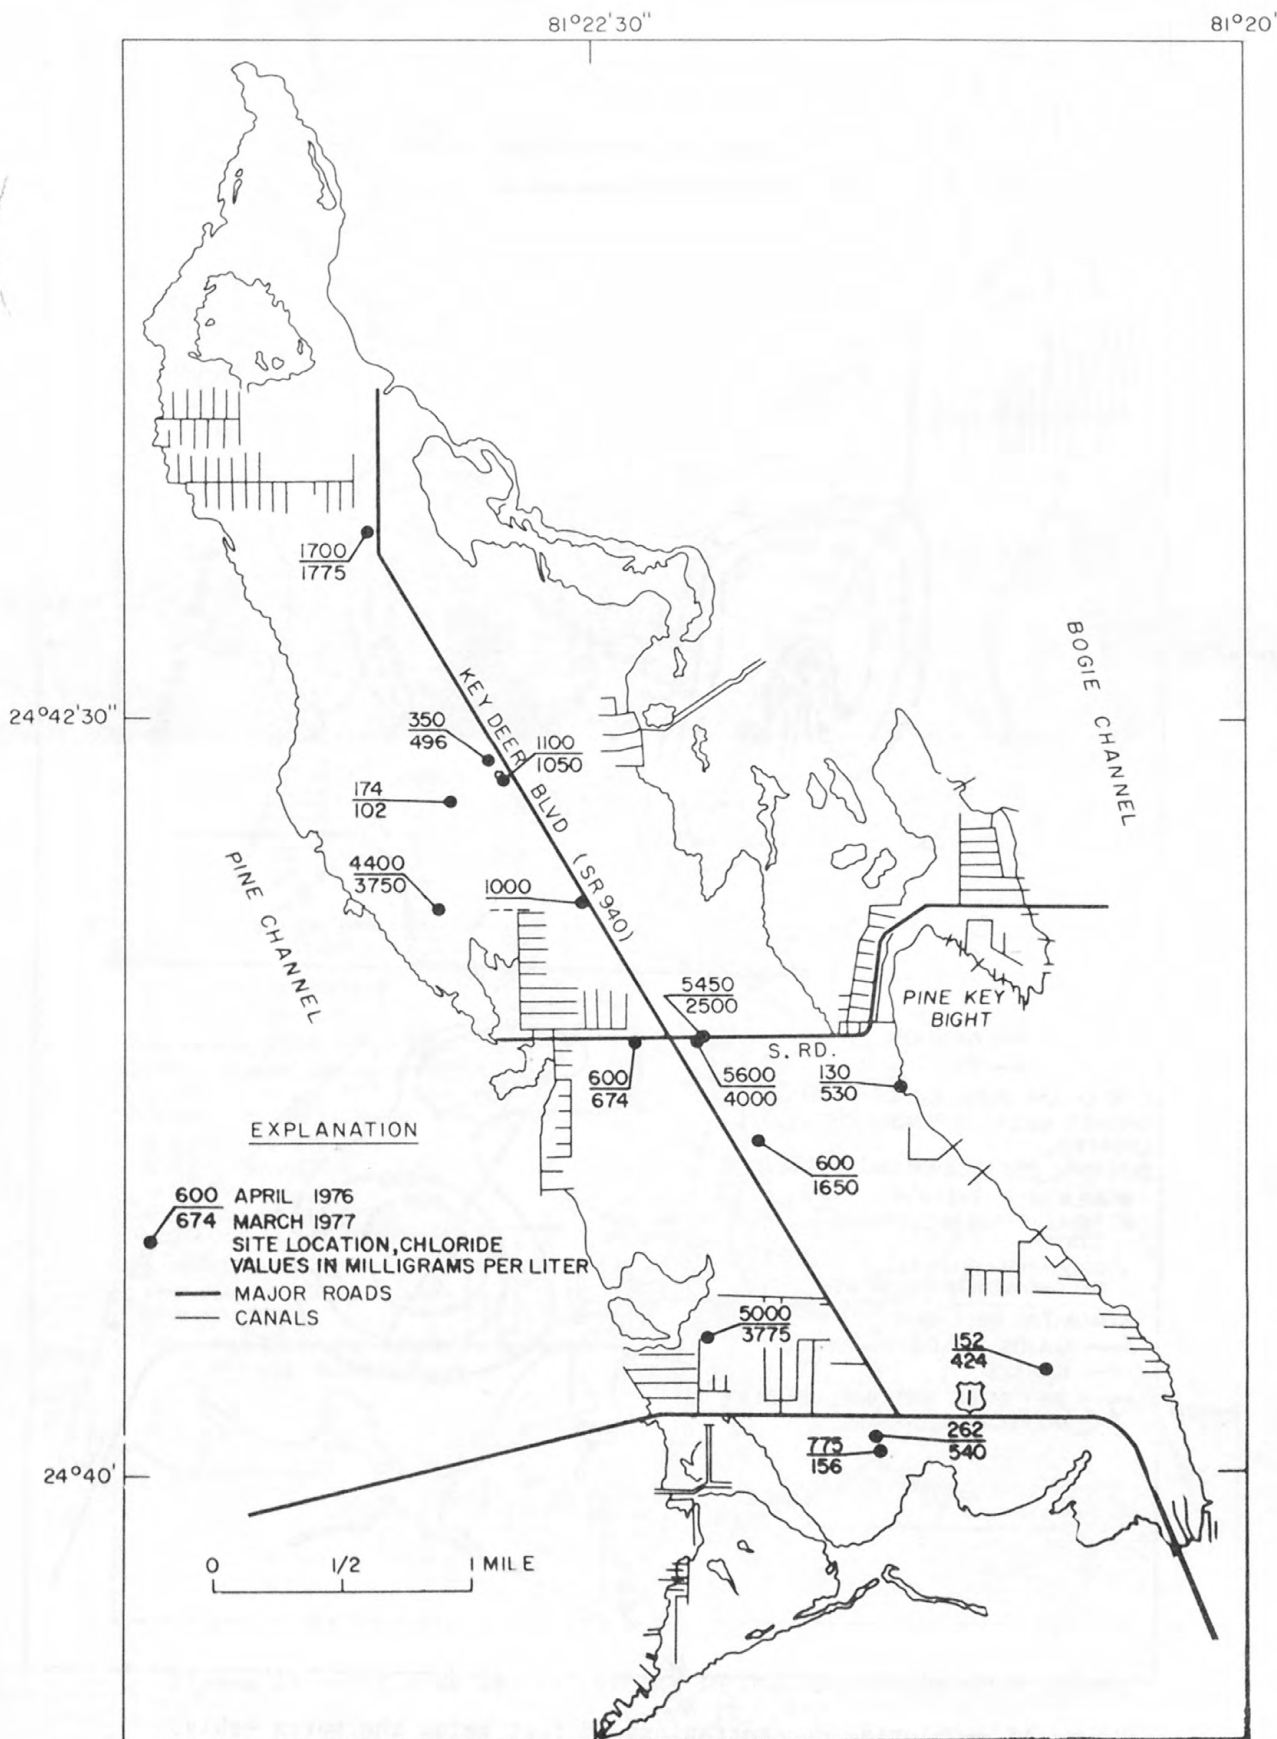 81°22'30"
81°20'
1700
1775
BOGIE CHANNEL
KEY DEER BLVD (SR 940)
24°42'30"
350
496
1100
1050
174
102
PINE CHANNEL
4400
3750
1000
5450
2500
PINE KEY
BIGHT
S. RD.
600
674
5600
4000
130
530
EXPLANATION
600
1650
600 APRIL 1976
674 MARCH 1977
SITE LOCATION, CHLORIDE
VALUES IN MILLIGRAMS PER LITER
MAJOR ROADS
CANALS
5000
3775
152
424
1
262
540
775
156
24°40'
0 1/2 1 MILE